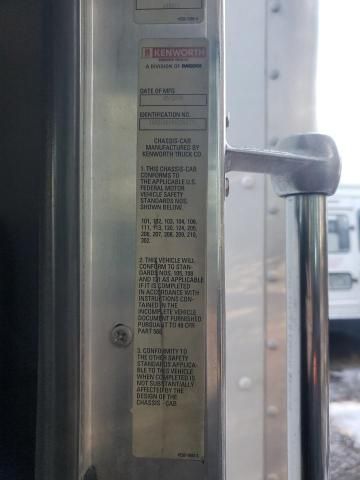 KENWORTH
A DIVISION OF PACCAR
DATE OF MFG
IDENTIFICATION NO.
CHASSIS-CAB
MANUFACTURED BY
KENWORTH TRUCK CO.
1. THIS CHASSIS-CAB
CONFORMS TO
THE APPLICABLE U.S.
FEDERAL MOTOR
VEHICLE SAFETY
STANDARDS NOS.
SHOWN BELOW.
101, 102, 103, 104, 106,
111, 113, 120, 124, 205,
206, 207, 208, 209, 210,
302.
2. THIS VEHICLE WILL
CONFORM TO STAN-
DARDS NOS. 105, 108
AND 121 AS APPLICABLE
IF IT IS COMPLETED
IN ACCORDANCE WITH
INSTRUCTIONS CON-
TAINED IN THE
INCOMPLETE VEHICLE
DOCUMENT FURNISHED
PURSUANT TO 49 CFR
PART 568.
3. CONFORMITY TO
THE OTHER SAFETY
STANDARDS APPLICA-
BLE TO THIS VEHICLE
WHEN COMPLETED IS
NOT SUBSTANTIALLY
AFFECTED BY THE
DESIGN OF THE
CHASSIS - CAB